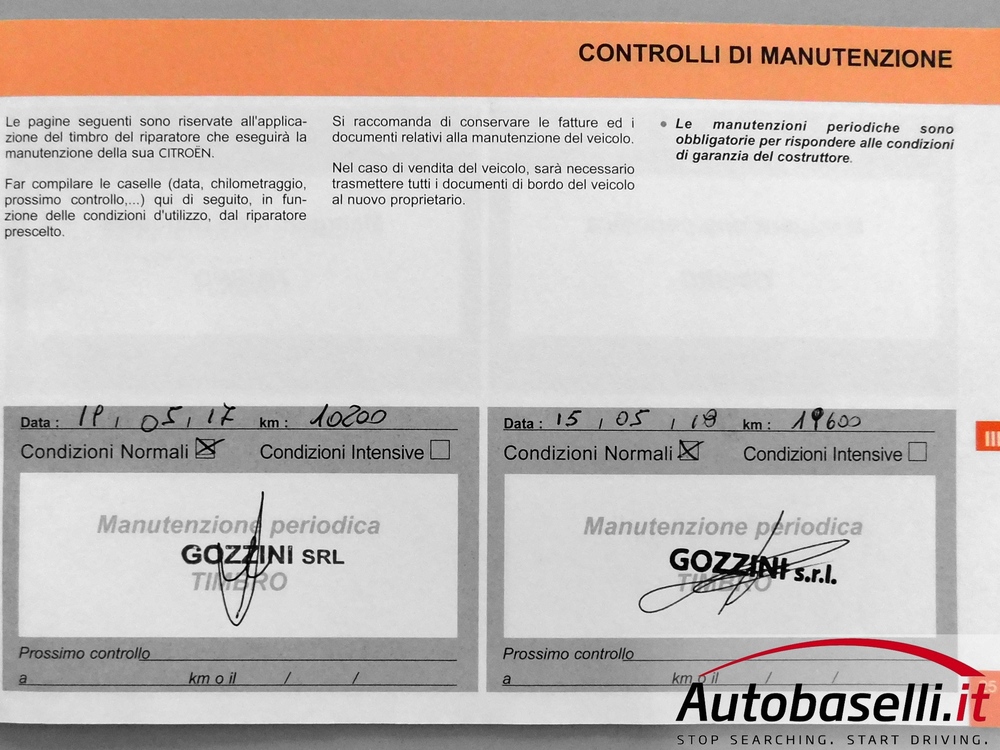 CONTROLLI DI MANUTENZIONE
Le pagine seguenti sono riservate all'applica-
zione del timbro del riparatore che eseguirà la
manutenzione della sua CITROËN.
Far compilare le caselle (data, chilometraggio,
prossimo controllo,...) qui di seguito, in fun-
zione delle condizioni d'utilizzo, dal riparatore
prescelto.
Si raccomanda di conservare le fatture ed i
documenti relativi alla manutenzione del veicolo.
Nel caso di vendita del veicolo, sarà necessario
trasmettere tutti i documenti di bordo del veicolo
al nuovo proprietario.
• Le manutenzioni periodiche sono
obbligatorie per rispondere alle condizioni
di garanzia del costruttore.
Data : / 05 / 17 km : 10200
Condizioni Normali Condizioni Intensive
Manutenzione periodica
GOZZINI SRL
TIMBRO
Prossimo controllo
a km o il / /
Data : 15 / 05 / km : 19600
Condizioni Normali Condizioni Intensive
Manutenzione periodica
GOZZINI s.r.l.
TIMBRO
Prossimo controllo
a km o il / /
III
Autobaselli.it
STOP SEARCHING. START DRIVING.